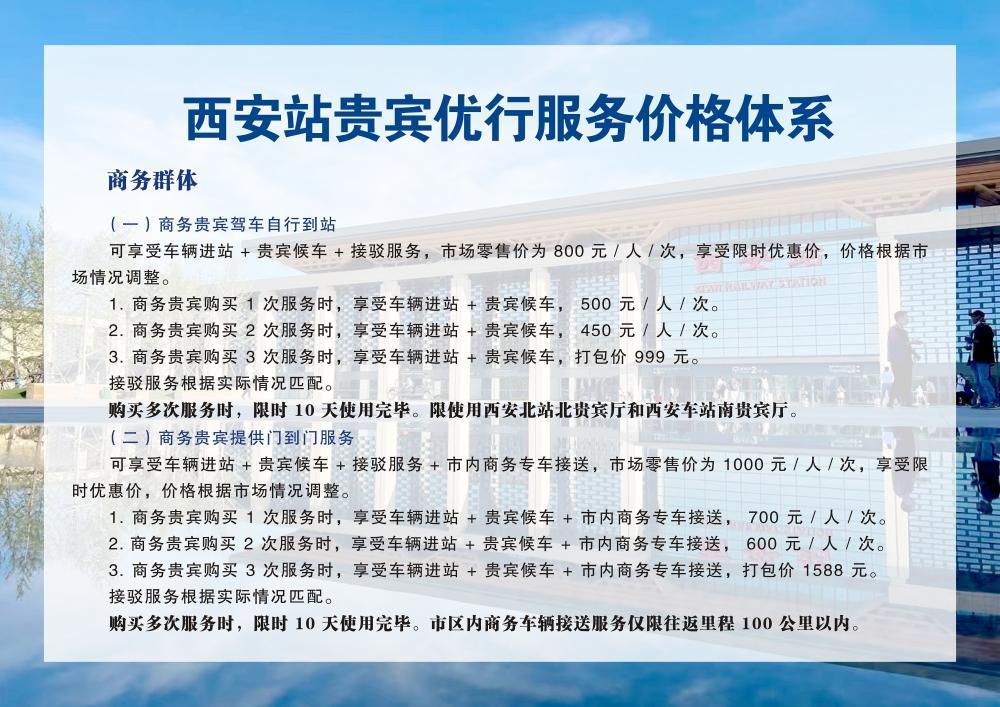 西安站贵宾优行服务价格体系
商务群体
（一）商务贵宾驾车自行到站
可享受车辆进站 + 贵宾候车 + 接驳服务，市场零售价为 800 元 / 人 / 次，享受限时优惠价，价格根据市
场情况调整。
1. 商务贵宾购买 1 次服务时，享受车辆进站 + 贵宾候车， 500 元 / 人 / 次。
2. 商务贵宾购买 2 次服务时，享受车辆进站 + 贵宾候车， 450 元 / 人 / 次。
3. 商务贵宾购买 3 次服务时，享受车辆进站 + 贵宾候车，打包价 999 元。
接驳服务根据实际情况匹配。
购买多次服务时，限时 10 天使用完毕。限使用西安北站北贵宾厅和西安车站南贵宾厅。
（二）商务贵宾提供门到门服务
可享受车辆进站 + 贵宾候车 + 接驳服务 + 市内商务专车接送，市场零售价为 1000 元 / 人 / 次，享受限
时优惠价，价格根据市场情况调整。
1. 商务贵宾购买 1 次服务时，享受车辆进站 + 贵宾候车 + 市内商务专车接送， 700 元 / 人 / 次。
2. 商务贵宾购买 2 次服务时，享受车辆进站 + 贵宾候车 + 市内商务专车接送， 600 元 / 人 / 次。
3. 商务贵宾购买 3 次服务时，享受车辆进站 + 贵宾候车 + 市内商务专车接送，打包价 1588 元。
接驳服务根据实际情况匹配。
购买多次服务时，限时 10 天使用完毕。市区内商务车辆接送服务仅限往返里程 100 公里以内。
西安站
XI'AN RAILWAY STATION